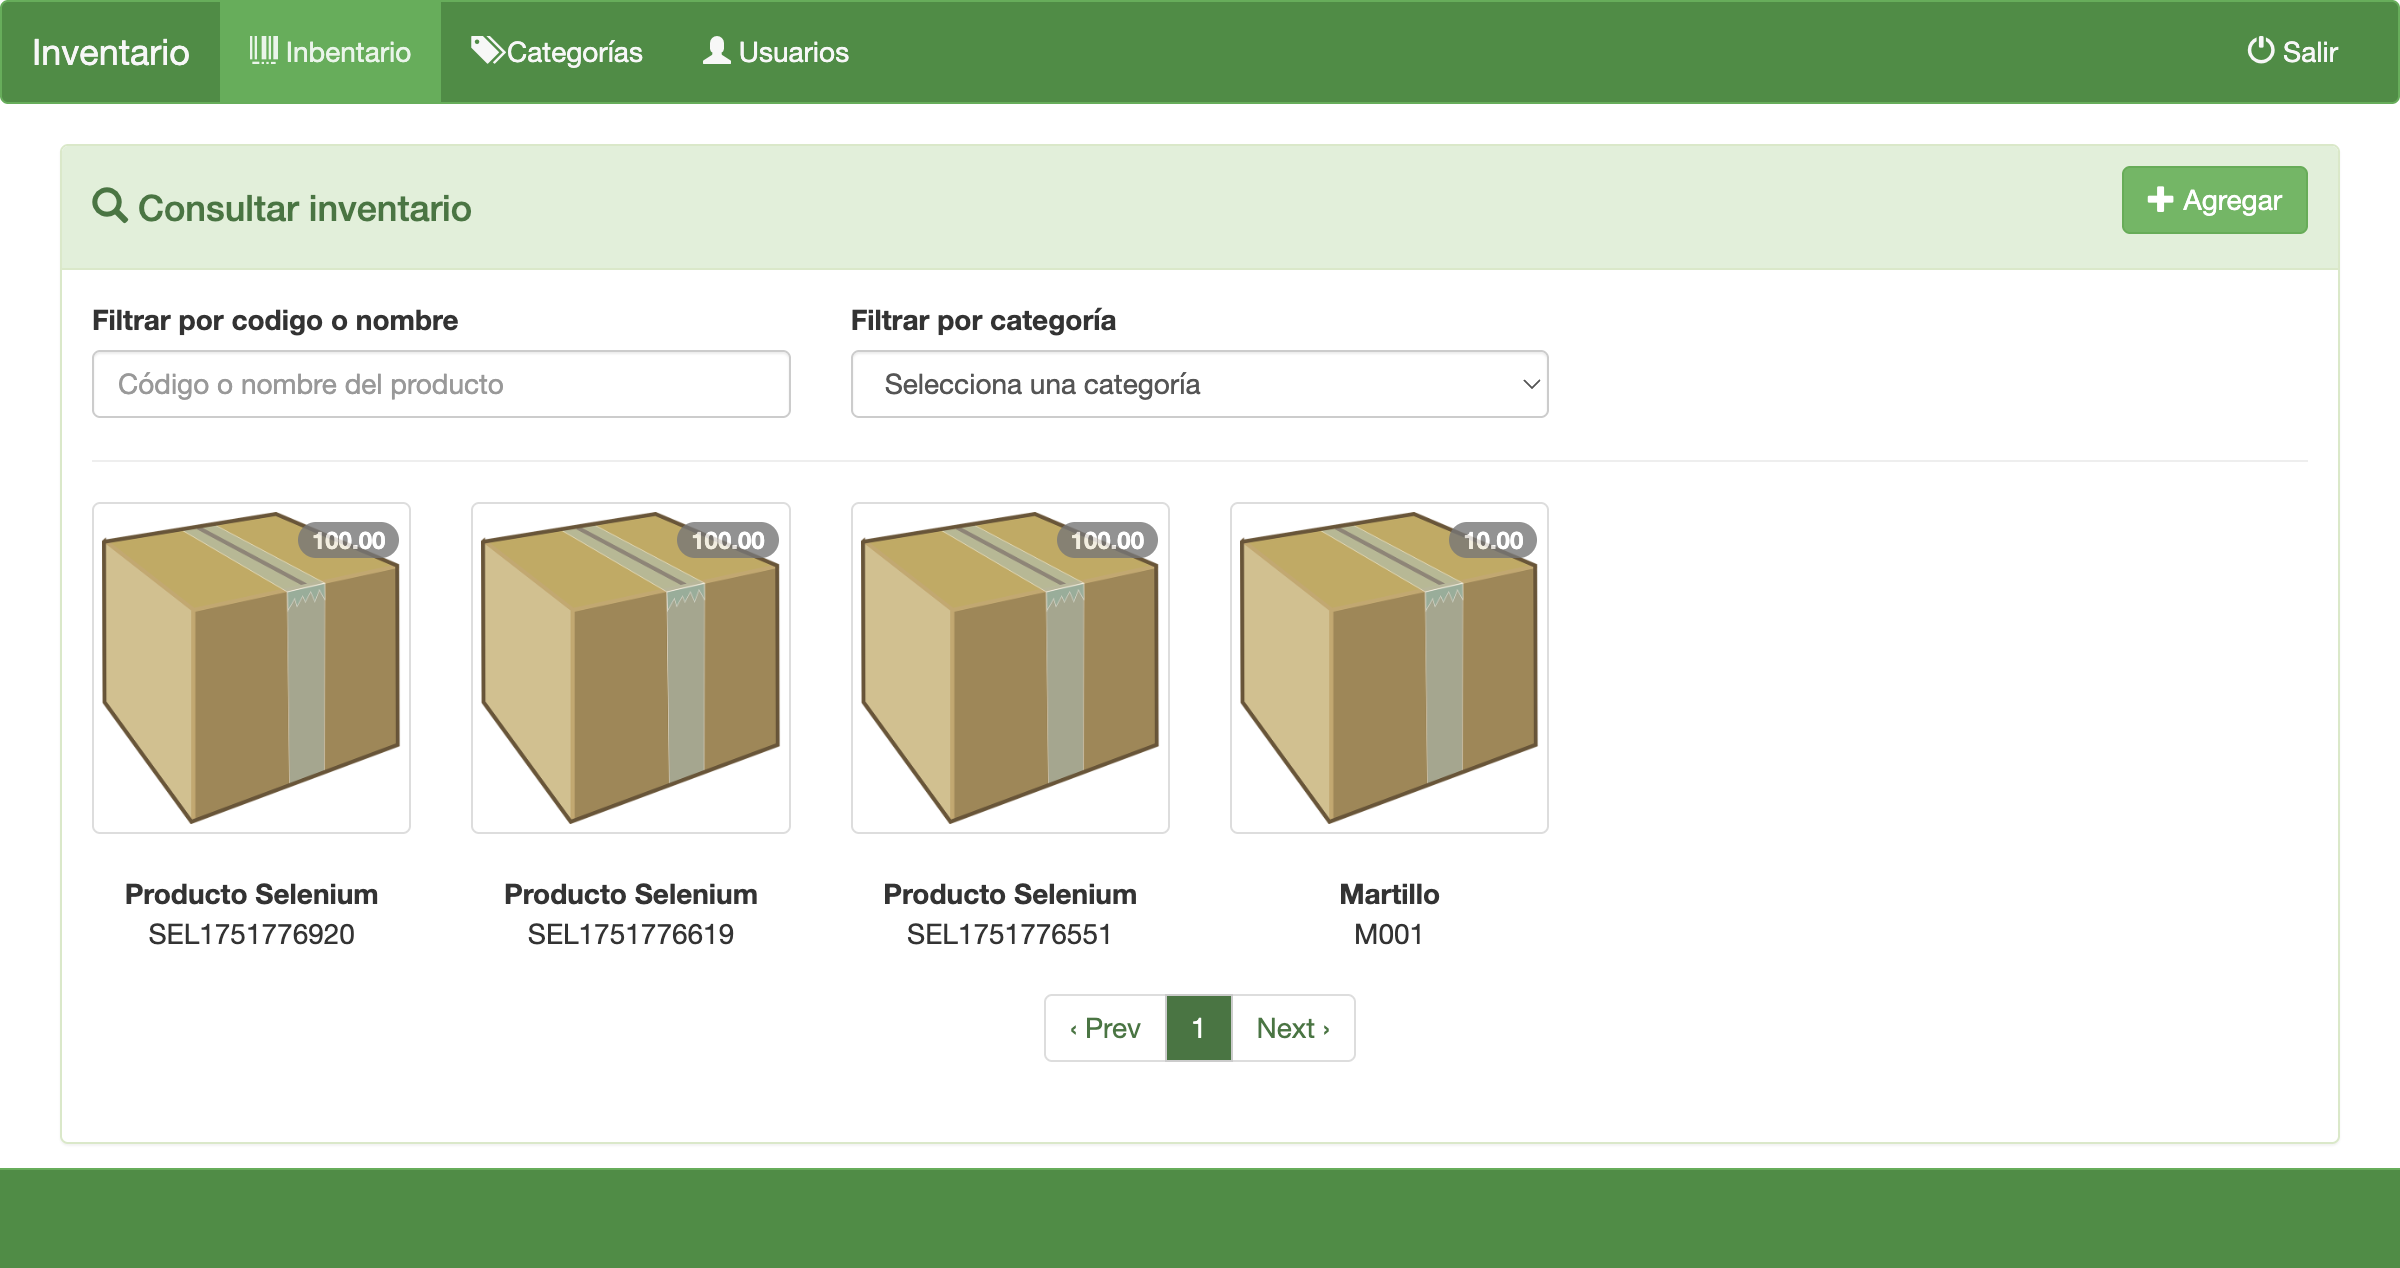 Inventario Inbentario Categorías Usuarios Salir
Consultar inventario Agregar
Filtrar por codigo o nombre Filtrar por categoría
Código o nombre del producto Selecciona una categoría
100.00 100.00 100.00 10.00
Producto Selenium Producto Selenium Producto Selenium Martillo
SEL1751776920 SEL1751776619 SEL1751776551 M001
‹ Prev 1 Next ›